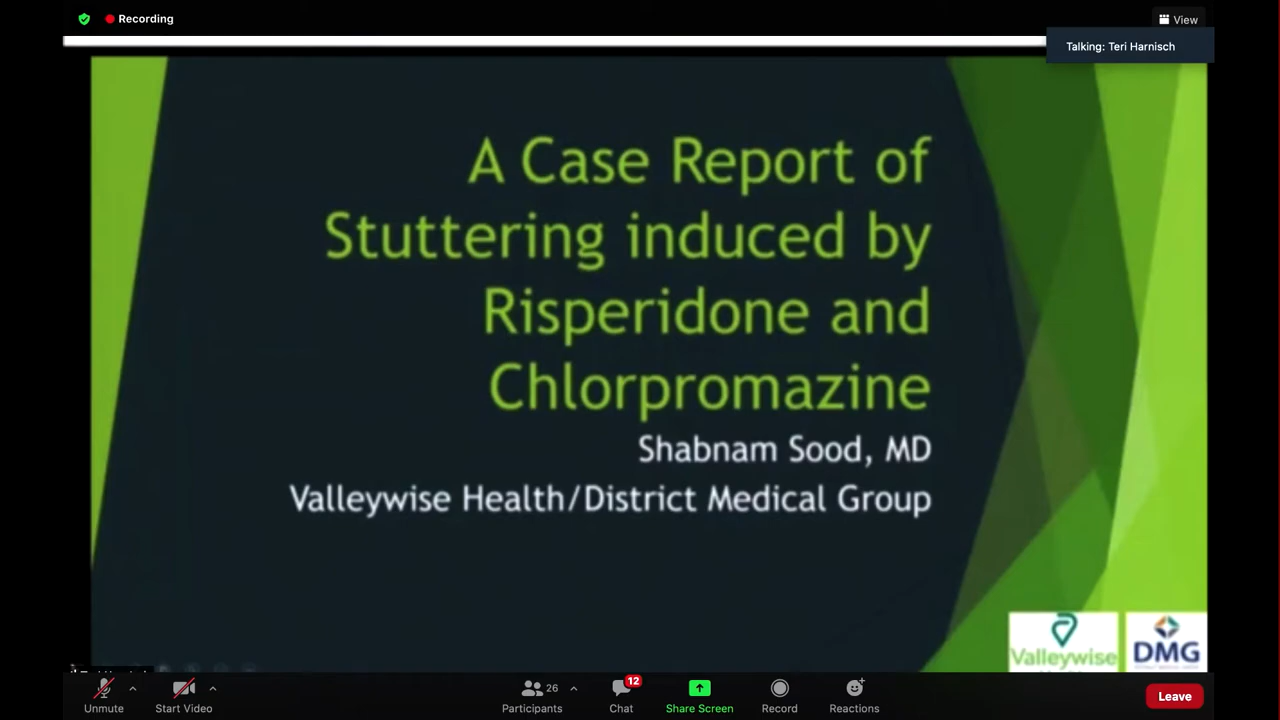 Recording
View
Talking: Teri Harnisch
A Case Report of
Stuttering induced by
Risperidone and
Chlorpromazine
Shabnam Sood, MD
Valleywise Health/District Medical Group
Valleywise
DMG
Unmute
Start Video
26
Participants
12
Chat
Share Screen
Record
Reactions
Leave